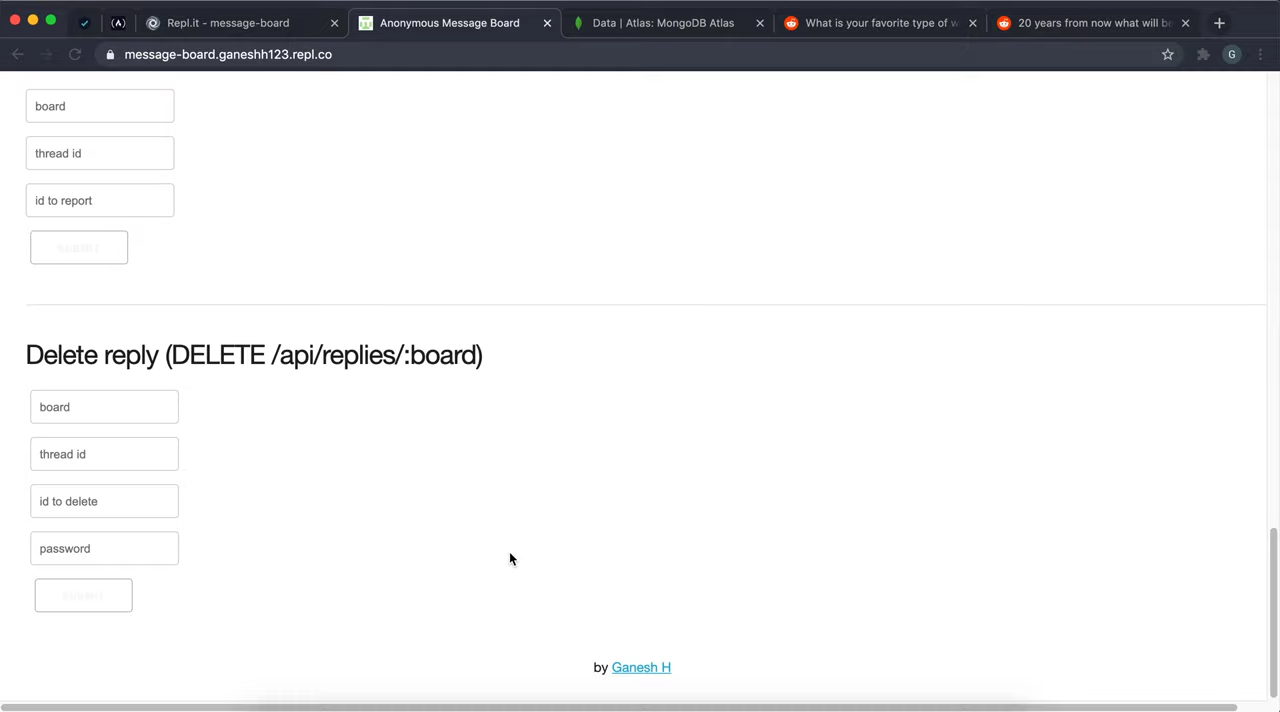 Repl.it - message-board
Anonymous Message Board
Data | Atlas: MongoDB Atlas
What is your favorite type of w
20 years from now what will be
message-board.ganeshh123.repl.co
G
board
thread id
id to report
SUBMIT
Delete reply (DELETE /api/replies/:board)
board
thread id
id to delete
password
SUBMIT
by Ganesh H